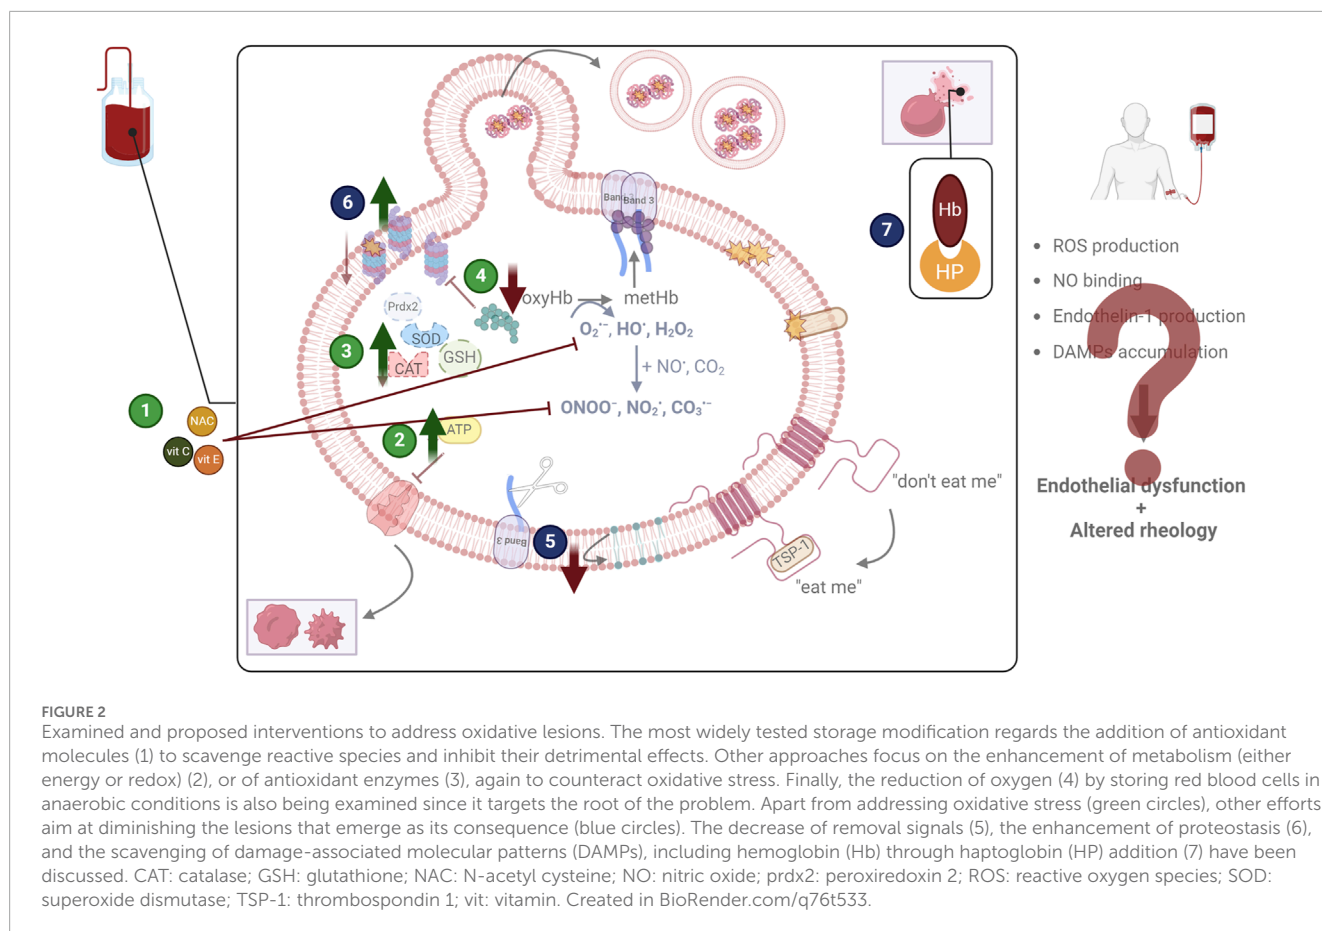 6
Band 3
Band 3
7
Hb
HP
4
oxyHb
metHb
Prdx2
SOD
3
GSH
CAT
O₂˙⁻, HO˙, H₂O₂
+ NO˙, CO₂
ONOO⁻, NO₂˙, CO₃˙⁻
1
NAC
vit C
vit E
2
ATP
Band 3
5
"don't eat me"
TSP-1
"eat me"
• ROS production
• NO binding
• Endothelin-1 production
• DAMPs accumulation
?
Endothelial dysfunction
+
Altered rheology
FIGURE 2
Examined and proposed interventions to address oxidative lesions. The most widely tested storage modification regards the addition of antioxidant
molecules (1) to scavenge reactive species and inhibit their detrimental effects. Other approaches focus on the enhancement of metabolism (either
energy or redox) (2), or of antioxidant enzymes (3), again to counteract oxidative stress. Finally, the reduction of oxygen (4) by storing red blood cells in
anaerobic conditions is also being examined since it targets the root of the problem. Apart from addressing oxidative stress (green circles), other efforts
aim at diminishing the lesions that emerge as its consequence (blue circles). The decrease of removal signals (5), the enhancement of proteostasis (6),
and the scavenging of damage-associated molecular patterns (DAMPs), including hemoglobin (Hb) through haptoglobin (HP) addition (7) have been
discussed. CAT: catalase; GSH: glutathione; NAC: N-acetyl cysteine; NO: nitric oxide; prdx2: peroxiredoxin 2; ROS: reactive oxygen species; SOD:
superoxide dismutase; TSP-1: thrombospondin 1; vit: vitamin. Created in BioRender.com/q76t533.